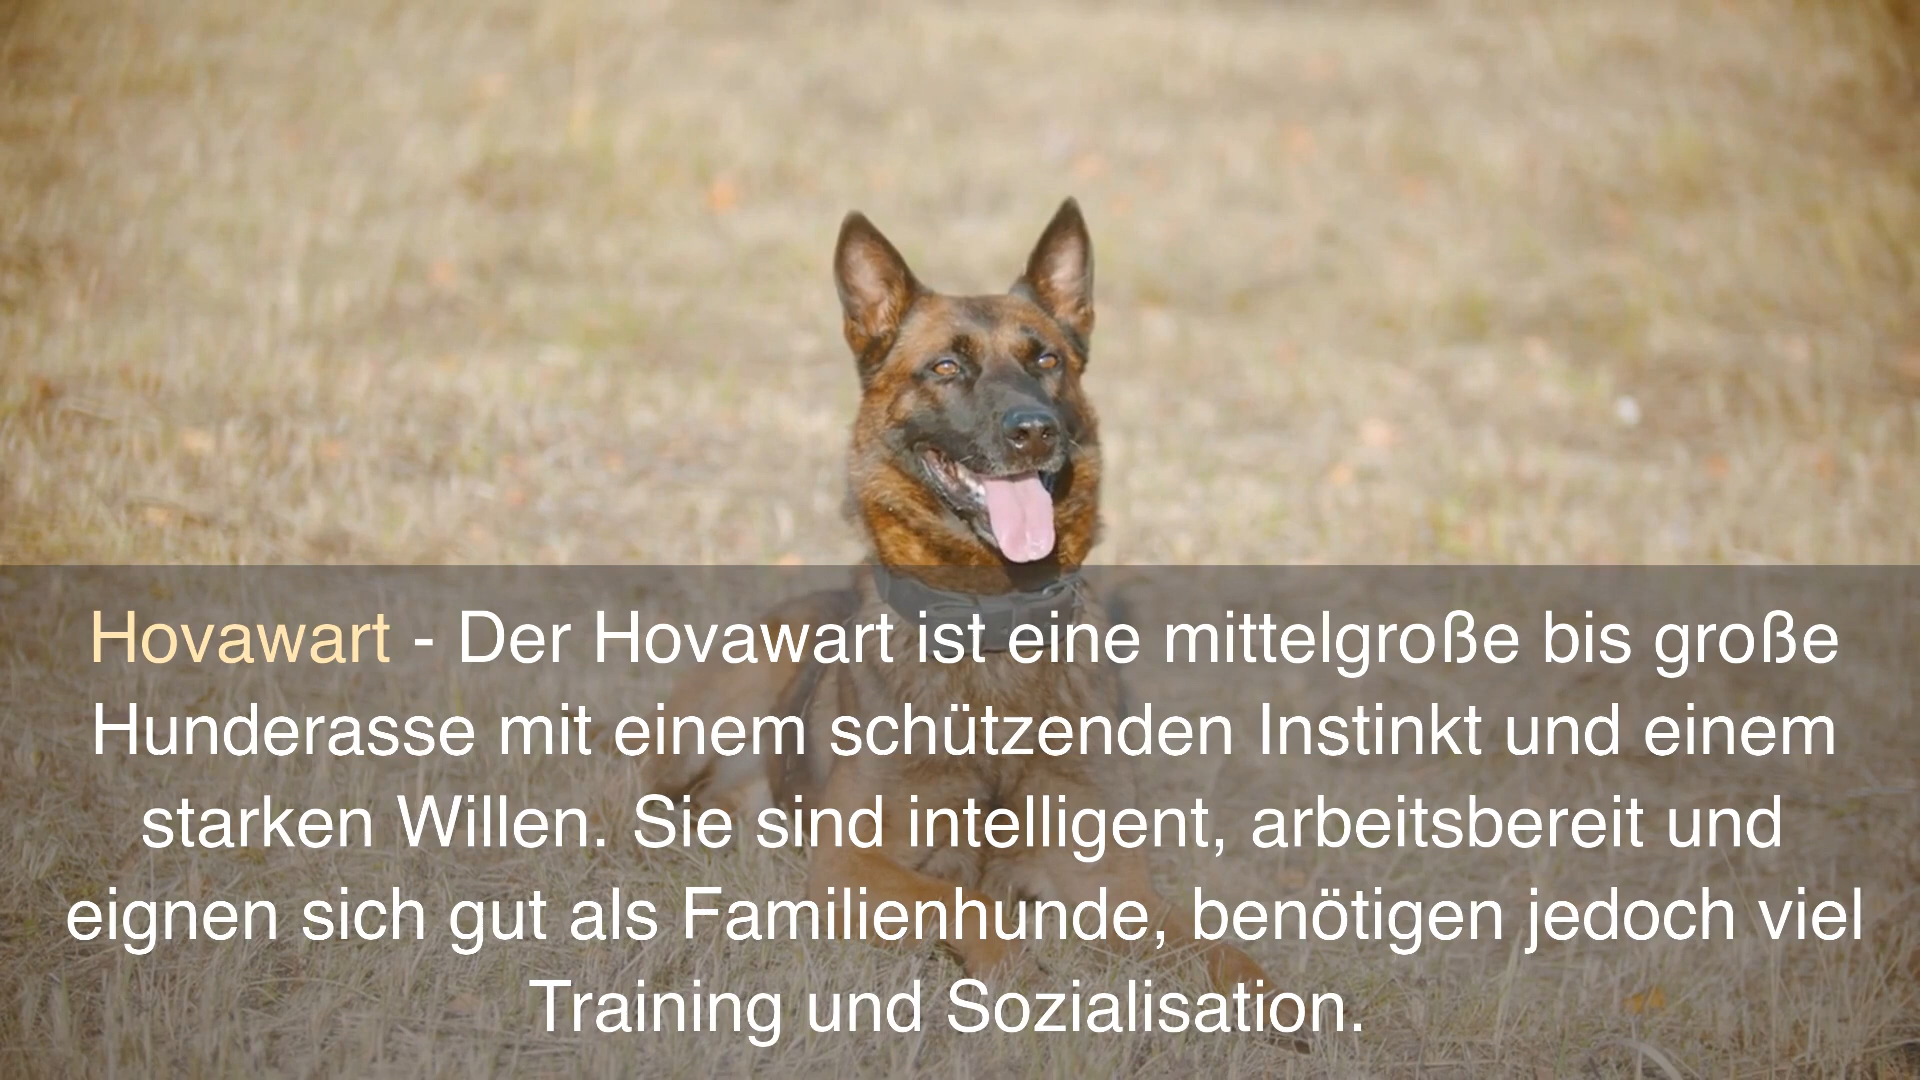 Hovawart - Der Hovawart ist eine mittelgroße bis große
Hunderasse mit einem schützenden Instinkt und einem
starken Willen. Sie sind intelligent, arbeitsbereit und
eignen sich gut als Familienhunde, benötigen jedoch viel
Training und Sozialisation.